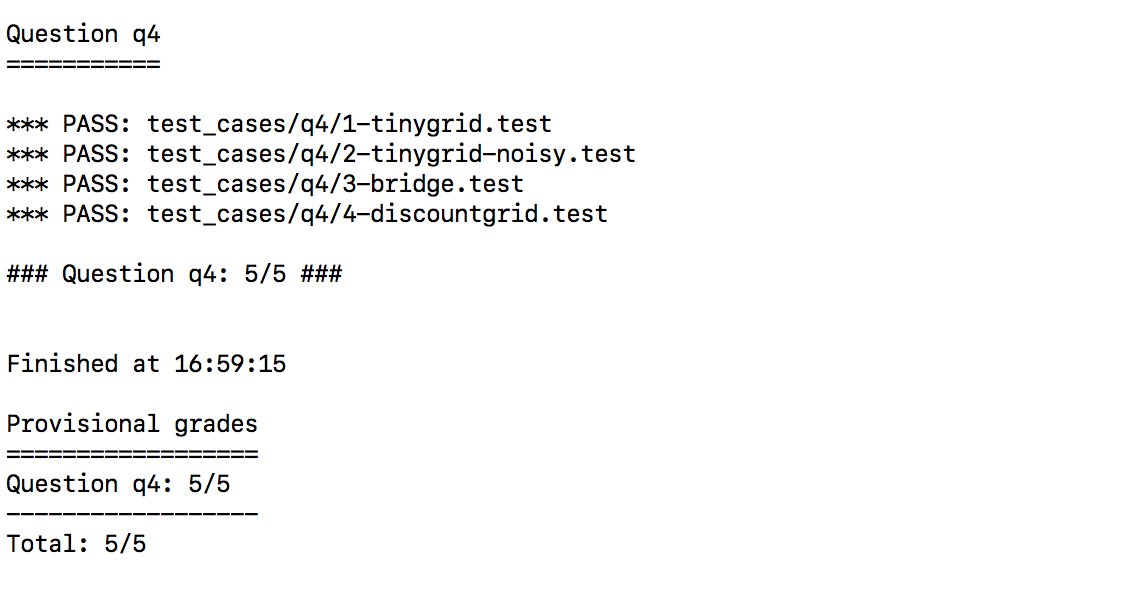 Question q4
===========
*** PASS: test_cases/q4/1-tinygrid.test
*** PASS: test_cases/q4/2-tinygrid-noisy.test
*** PASS: test_cases/q4/3-bridge.test
*** PASS: test_cases/q4/4-discountgrid.test
### Question q4: 5/5 ###
Finished at 16:59:15
Provisional grades
==================
Question q4: 5/5
------------------
Total: 5/5